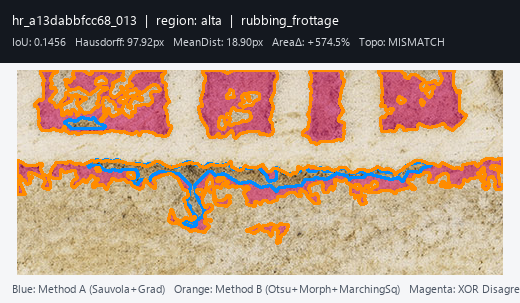 hr_a13dabbfcc68_013 | region: alta | rubbing_frottage
IoU: 0.1456 Hausdorff: 97.92px MeanDist: 18.90px AreaΔ: +574.5% Topo: MISMATCH
Blue: Method A (Sauvola+Grad) Orange: Method B (Otsu+Morph+MarchingSq) Magenta: XOR Disagre